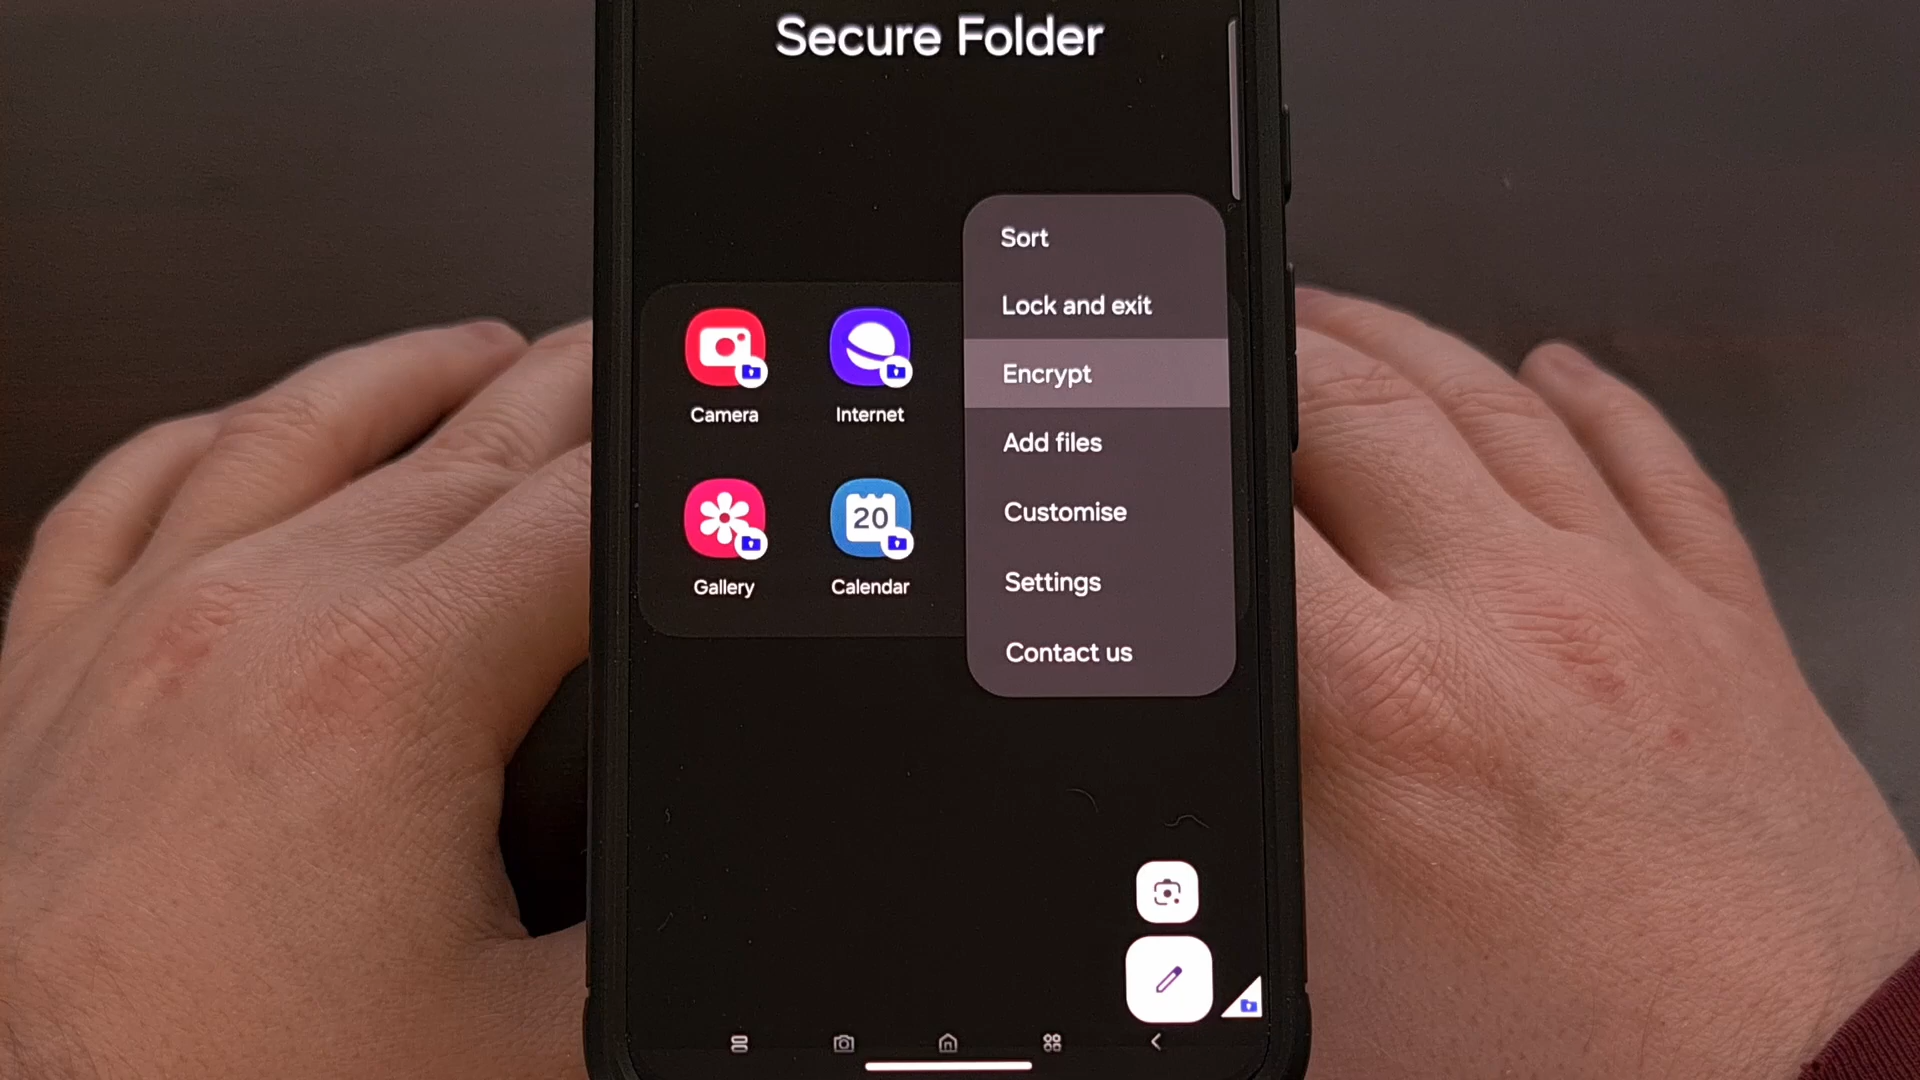 Secure Folder
Sort
Lock and exit
Encrypt
Add files
Customise
Settings
Contact us
Camera
Internet
20
Gallery
Calendar